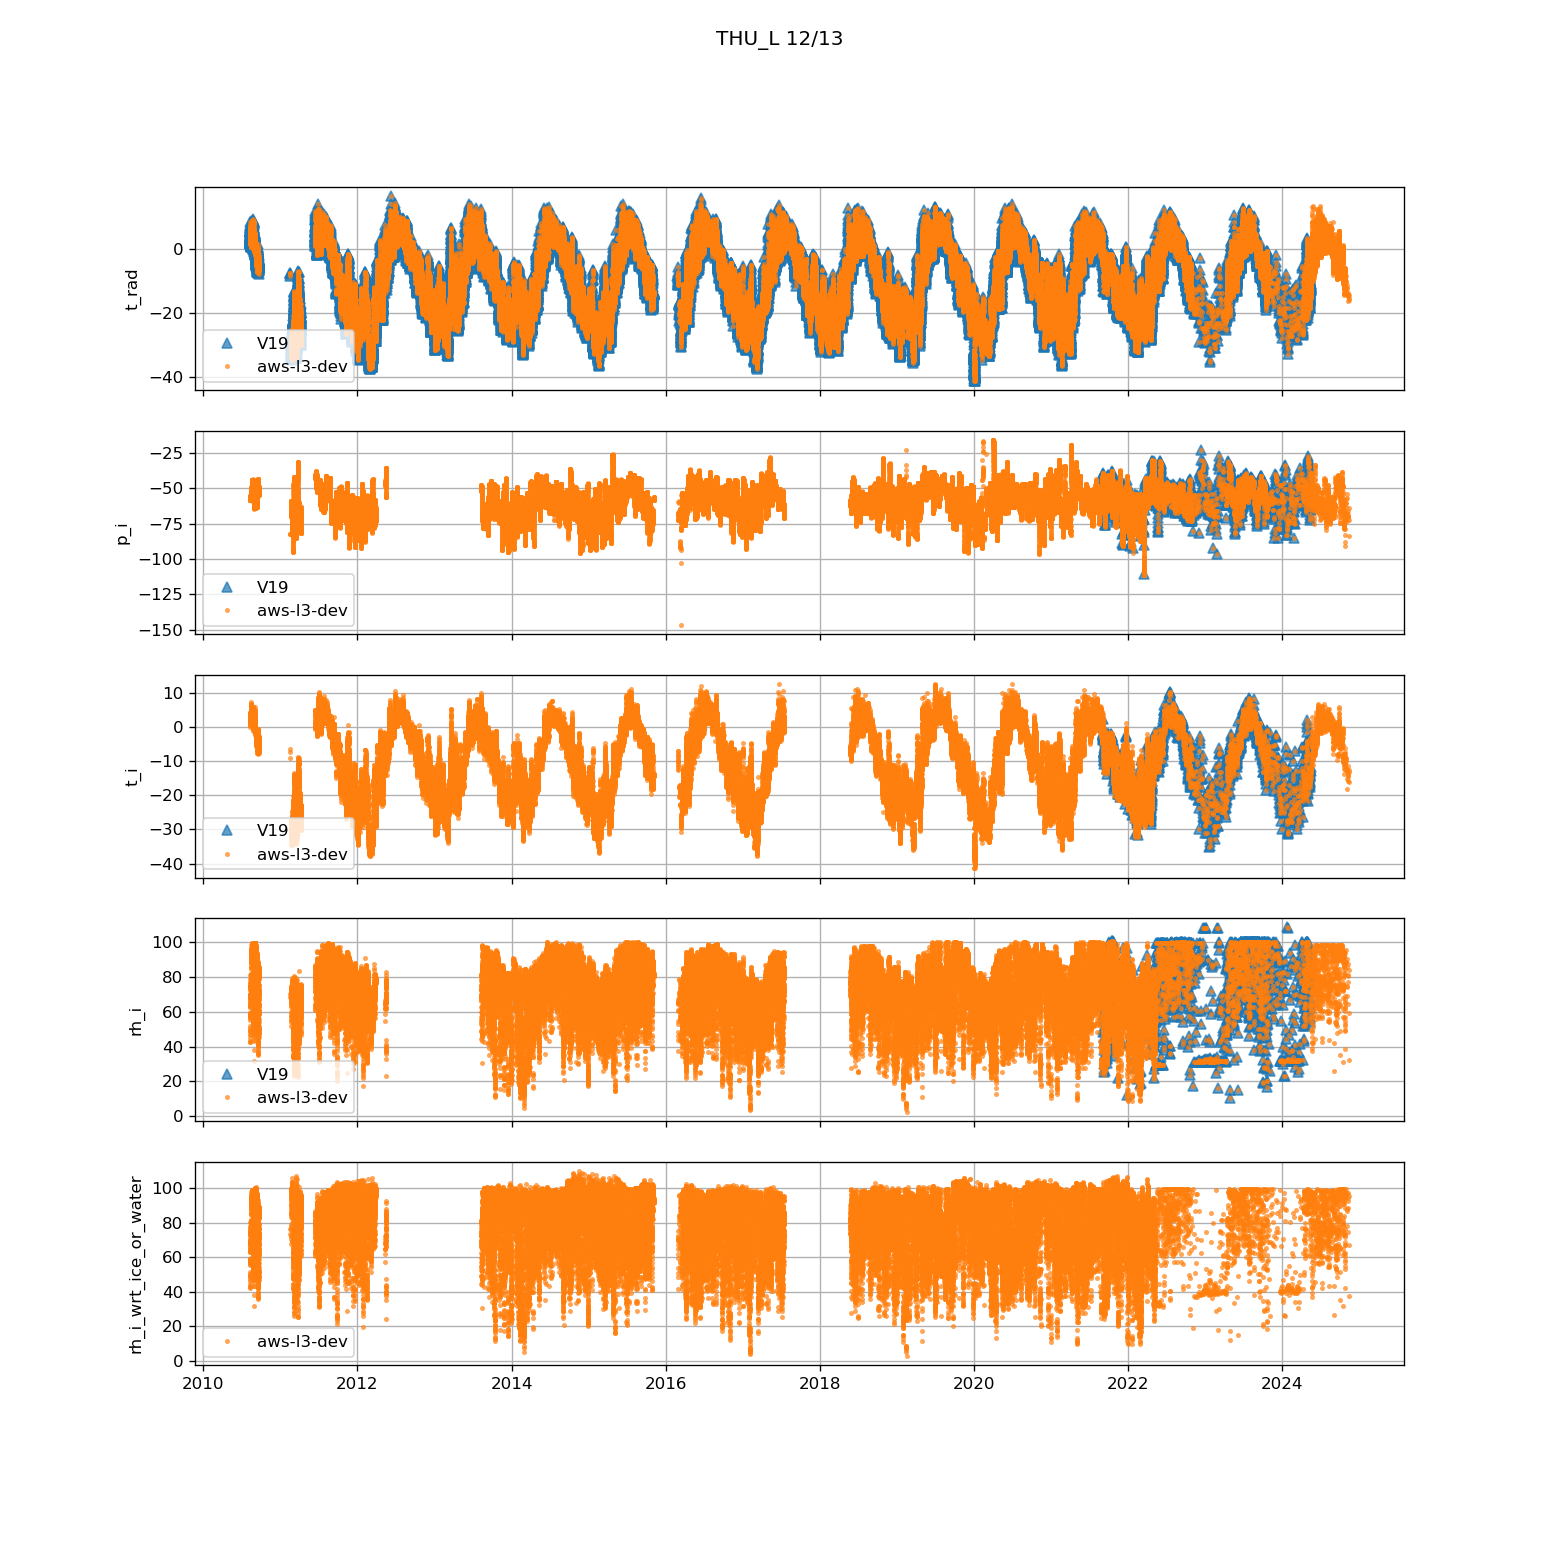 THU_L 12/13
0
−20
−40
t_rad
V19
aws-l3-dev
−25
−50
−75
−100
−125
−150
p_i
V19
aws-l3-dev
10
0
−10
−20
−30
−40
t_i
V19
aws-l3-dev
100
80
60
40
20
0
rh_i
V19
aws-l3-dev
100
80
60
40
20
0
rh_i_wrt_ice_or_water
aws-l3-dev
2010 2012 2014 2016 2018 2020 2022 2024